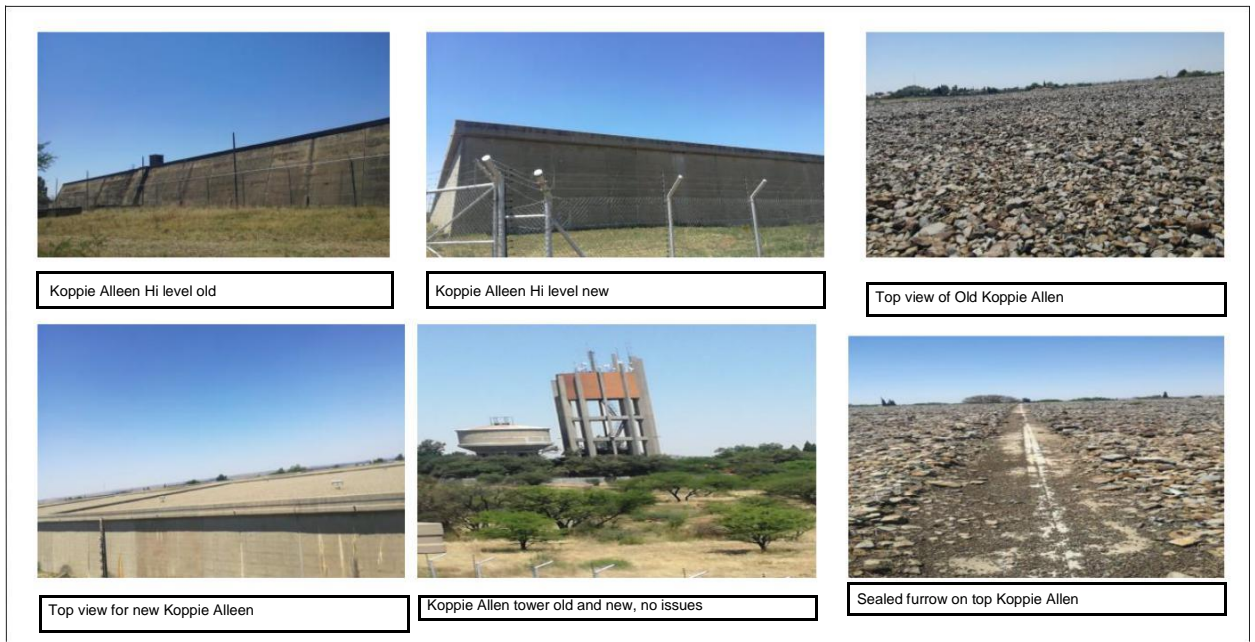 Koppie Alleen Hi level old
Koppie Alleen Hi level new
Top view of Old Koppie Allen
Top view for new Koppie Alleen
Koppie Allen tower old and new, no issues
Sealed furrow on top Koppie Allen